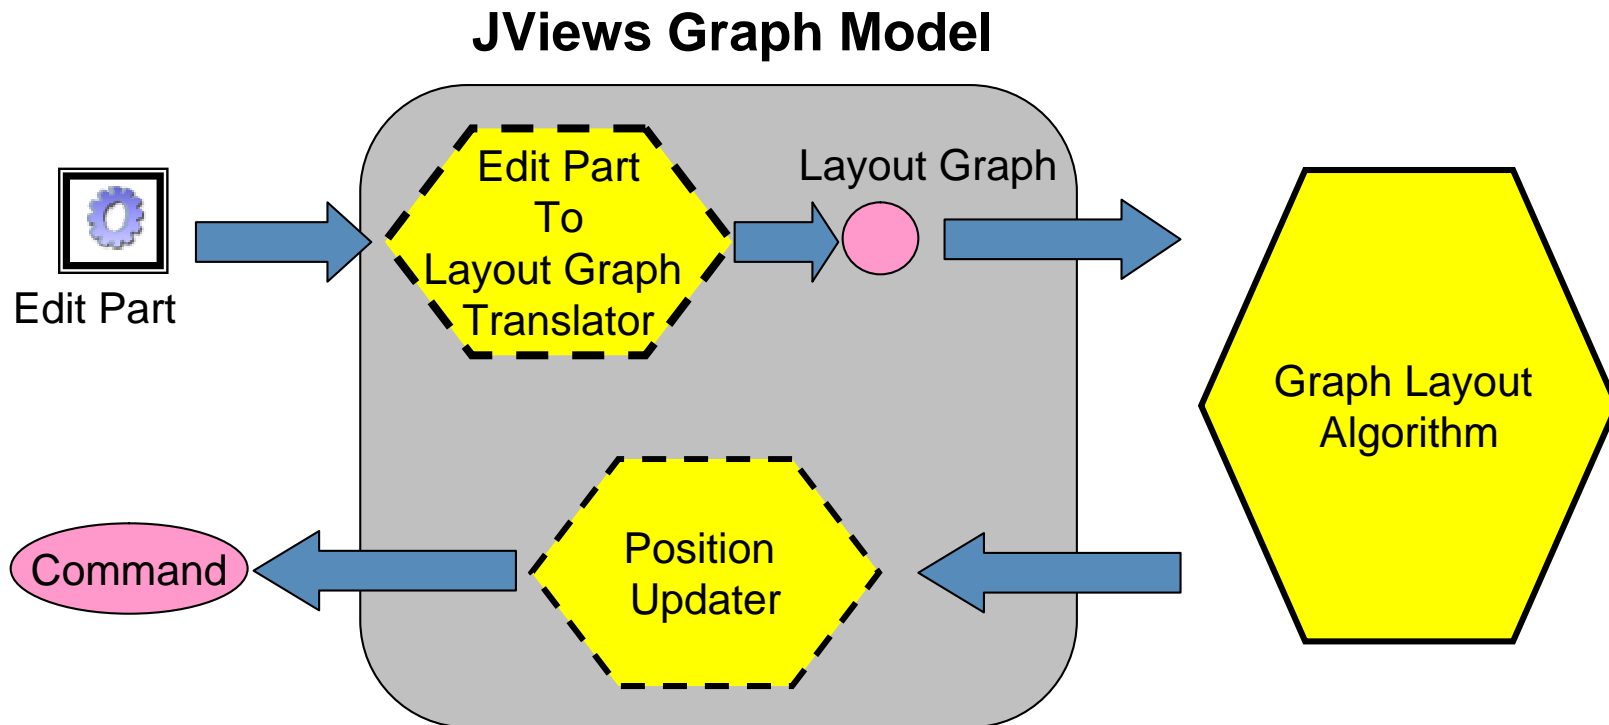 JViews Graph Model
Edit Part
To
Layout Graph
Translator
Layout Graph
Edit Part
Graph Layout
Algorithm
Position
Updater
Command